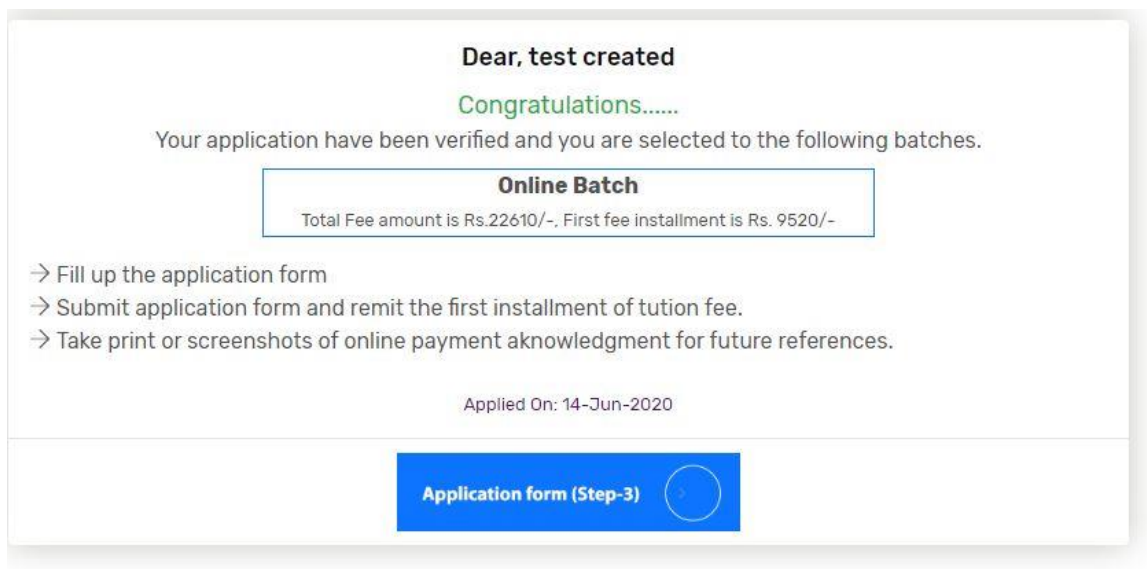 Dear, test created
Congratulations......
Your application have been verified and you are selected to the following batches.
Online Batch
Total Fee amount is Rs.22610/-, First fee installment is Rs. 9520/-
→ Fill up the application form
→ Submit application form and remit the first installment of tution fee.
→ Take print or screenshots of online payment aknowledgment for future references.
Applied On: 14-Jun-2020
Application form (Step-3)